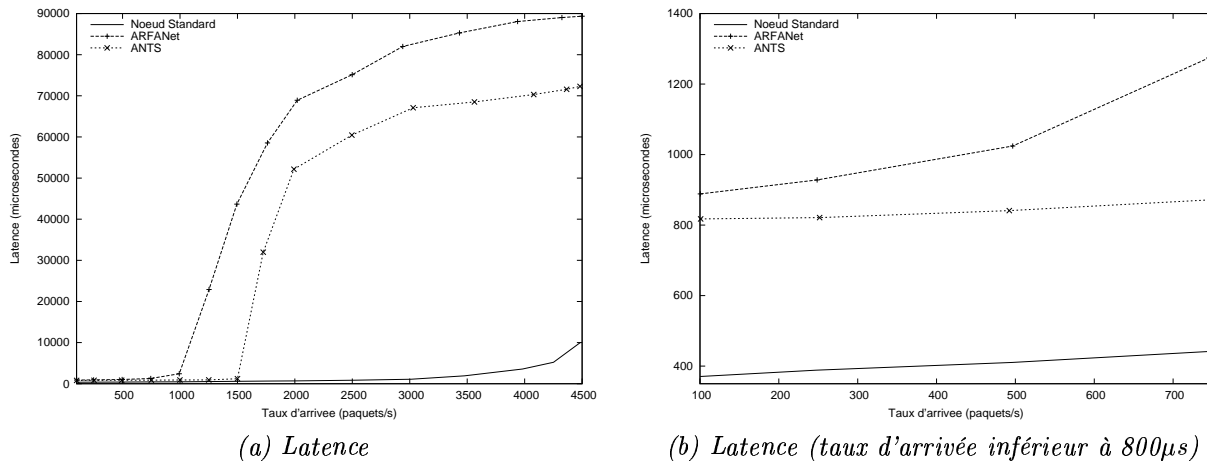 90000
80000
70000
60000
50000
40000
30000
20000
10000
0
Latence (microsecondes)
Noeud Standard
ARFANet
ANTS
500 1000 1500 2000 2500 3000 3500 4000 4500
Taux d'arrivee (paquets/s)
(a) Latence
1400
1200
1000
800
600
400
Latence (microsecondes)
Noeud Standard
ARFANet
ANTS
100 200 300 400 500 600 700
Taux d'arrivee (paquets/s)
(b) Latence (taux d'arrivée inférieur à 800µs)